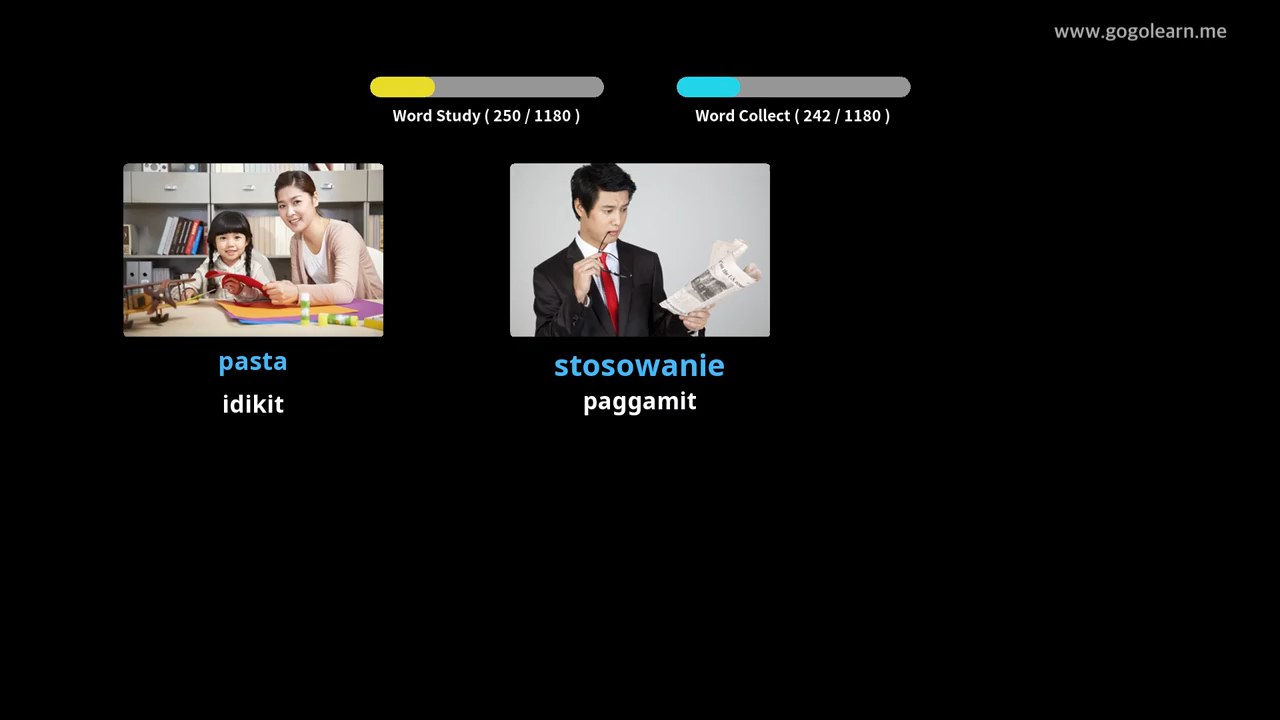 www.gogolearn.me
Word Study ( 250 / 1180 )
Word Collect ( 242 / 1180 )
pasta
idikit
stosowanie
paggamit